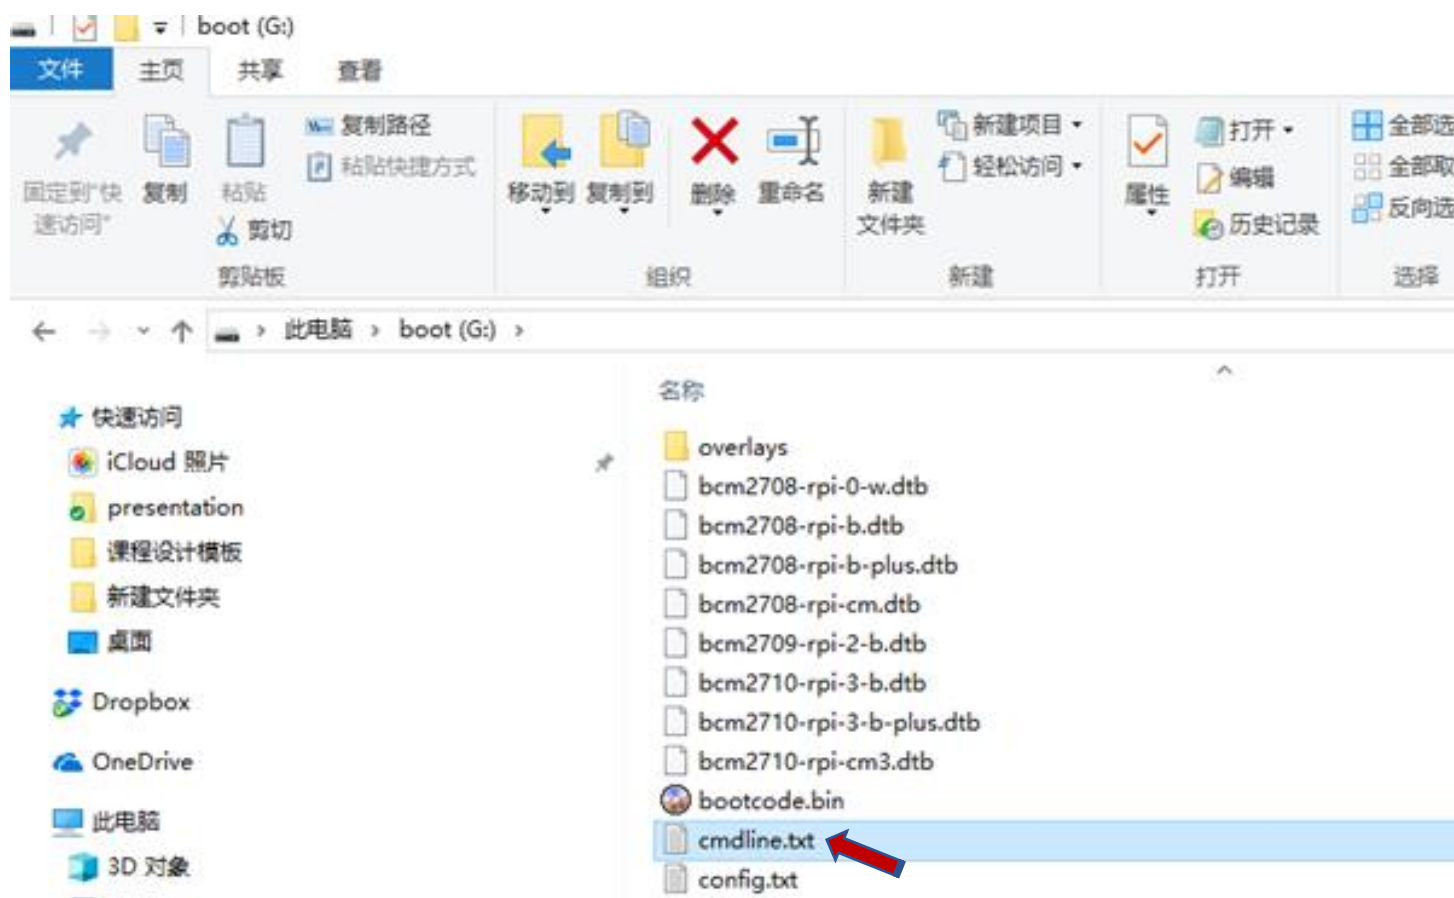 boot (G:)
文件 主页 共享 查看
固定到"快速访问"
复制
粘贴
复制路径
粘贴快捷方式
剪切
剪贴板
移动到
复制到
删除
重命名
组织
新建
文件夹
新建项目
轻松访问
新建
属性
打开
编辑
历史记录
打开
全部选
全部取
反向选
选择
此电脑 > boot (G:) >
快速访问
iCloud 照片
presentation
课程设计模板
新建文件夹
桌面
Dropbox
OneDrive
此电脑
3D 对象
名称
overlays
bcm2708-rpi-0-w.dtb
bcm2708-rpi-b.dtb
bcm2708-rpi-b-plus.dtb
bcm2708-rpi-cm.dtb
bcm2709-rpi-2-b.dtb
bcm2710-rpi-3-b.dtb
bcm2710-rpi-3-b-plus.dtb
bcm2710-rpi-cm3.dtb
bootcode.bin
cmdline.txt
config.txt